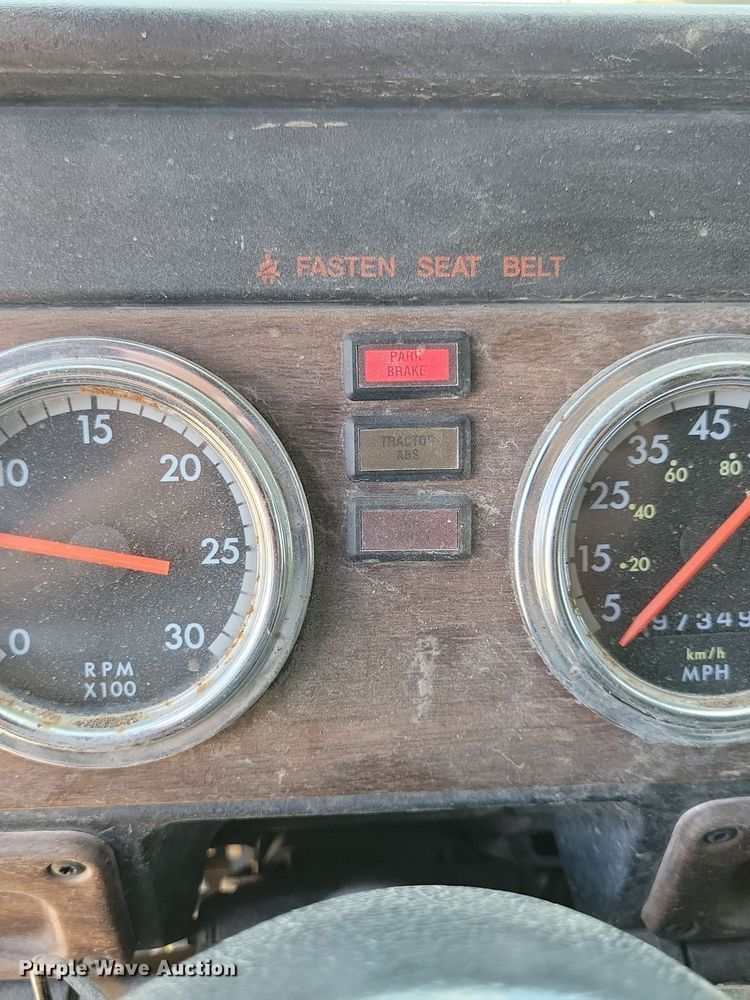 FASTEN SEAT BELT
PARK
BRAKE
TRACTOR
ABS
0
10
15
20
25
30
RPM
X100
5
15
25
35
45
20
40
60
80
97349
km/h
MPH
Purple Wave Auction